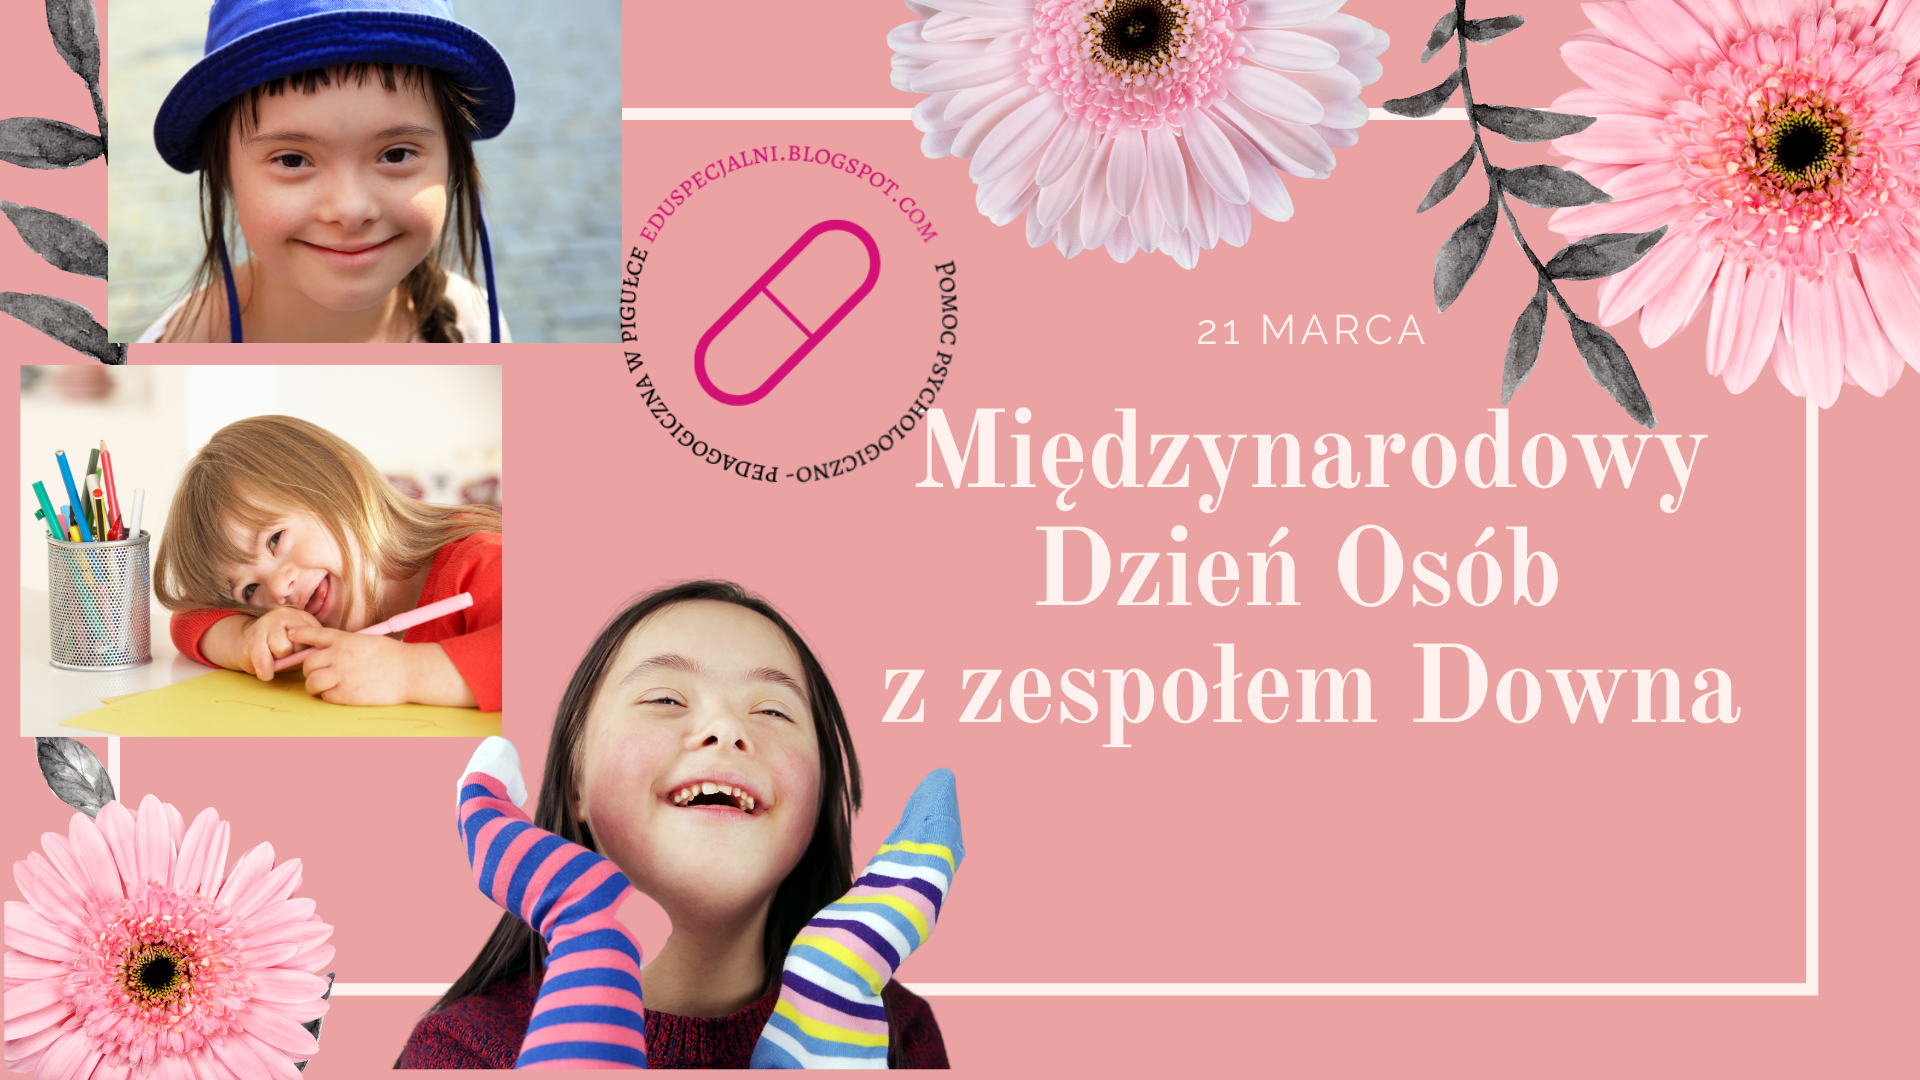 EDUSPECJALNI.BLOGSPOT.COM
POMOC PSYCHOLOGICZNO- PEDAGOGICZNA W PIGUŁCE
21 MARCA
Międzynarodowy
Dzień Osób
z zespołem Downa